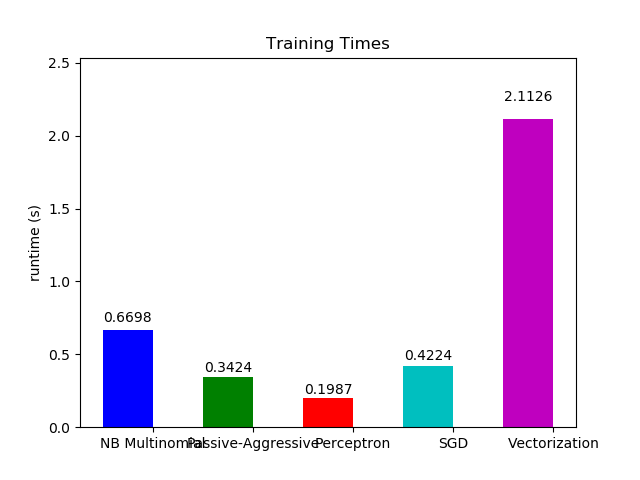 Training Times
2.5
2.0
1.5
1.0
0.5
0.0
runtime (s)
0.6698
0.3424
0.1987
0.4224
2.1126
NB Multinomial
Passive-Aggressive
Perceptron
SGD
Vectorization